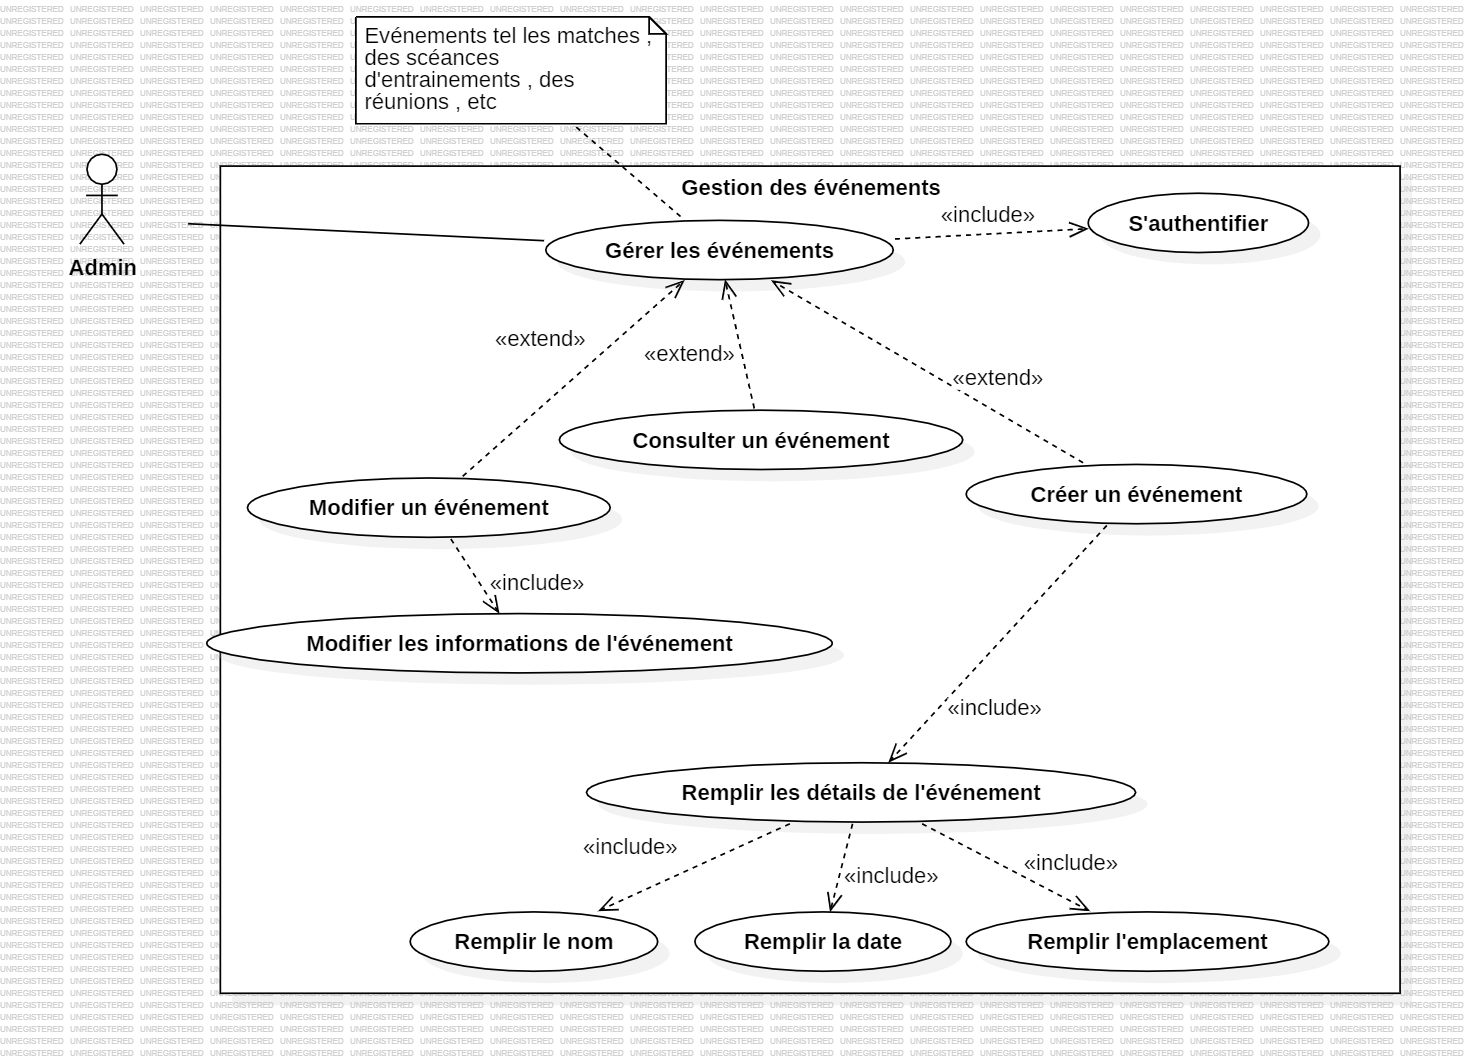 Evénements tel les matches ,
des scéances
d'entrainements , des
réunions , etc
Gestion des événements
Admin
Gérer les événements
«include»
S'authentifier
«extend»
«extend»
«extend»
Consulter un événement
Modifier un événement
Créer un événement
«include»
Modifier les informations de l'événement
«include»
Remplir les détails de l'événement
«include»
«include»
«include»
Remplir le nom
Remplir la date
Remplir l'emplacement
UNREGISTERED